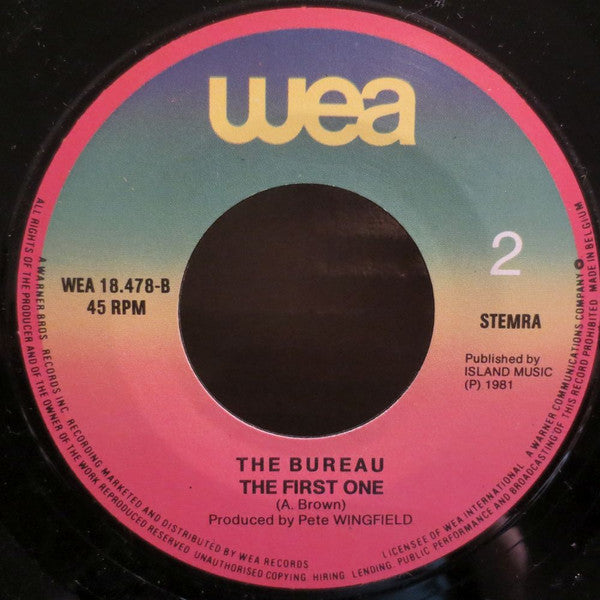 wea
2
WEA 18.478-B
45 RPM
STEMRA
Published by
ISLAND MUSIC
(P) 1981
THE BUREAU
THE FIRST ONE
(A. Brown)
Produced by Pete WINGFIELD
A WARNER BROS RECORDS INC. RECORDING MARKETED AND DISTRIBUTED BY WEA RECORDS LICENSEE OF WEA INTERNATIONAL. A WARNER COMMUNICATIONS COMPANY
ALL RIGHTS OF THE PRODUCER AND OF THE OWNER OF THE WORK REPRODUCED RESERVED UNAUTHORISED COPYING. HIRING. LENDING. PUBLIC PERFORMANCE AND BROADCASTING OF THIS RECORD PROHIBITED MADE IN BELGIUM